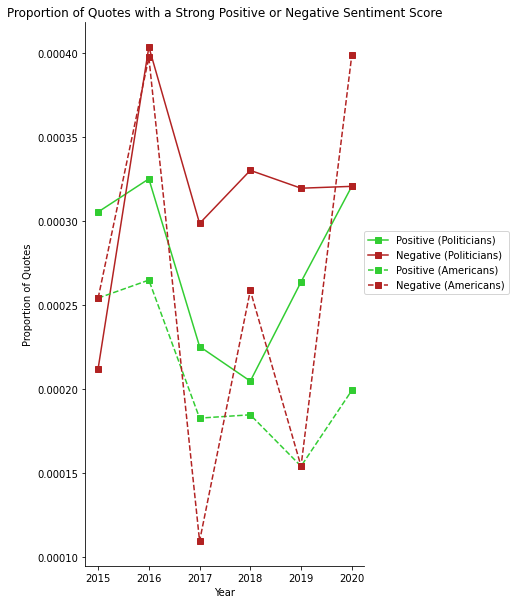 Proportion of Quotes with a Strong Positive or Negative Sentiment Score
0.00040
0.00035
0.00030
0.00025
0.00020
0.00015
0.00010
Proportion of Quotes
2015 2016 2017 2018 2019 2020
Year
Positive (Politicians)
Negative (Politicians)
Positive (Americans)
Negative (Americans)